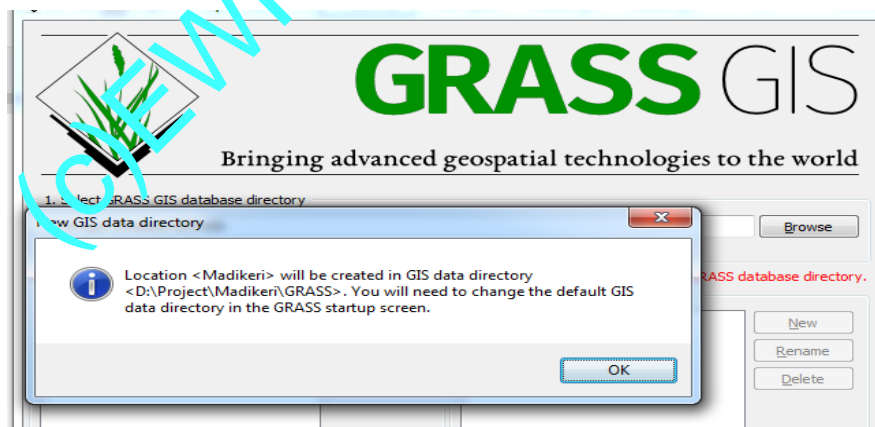 GRASS GIS
Bringing advanced geospatial technologies to the world
1. Select GRASS GIS database directory
New GIS data directory
Browse
Location <Madikeri> will be created in GIS data directory
<D:\Project\Madikeri\GRASS>. You will need to change the default GIS
data directory in the GRASS startup screen.
GRASS database directory.
New
Rename
OK
Delete
(c)EW